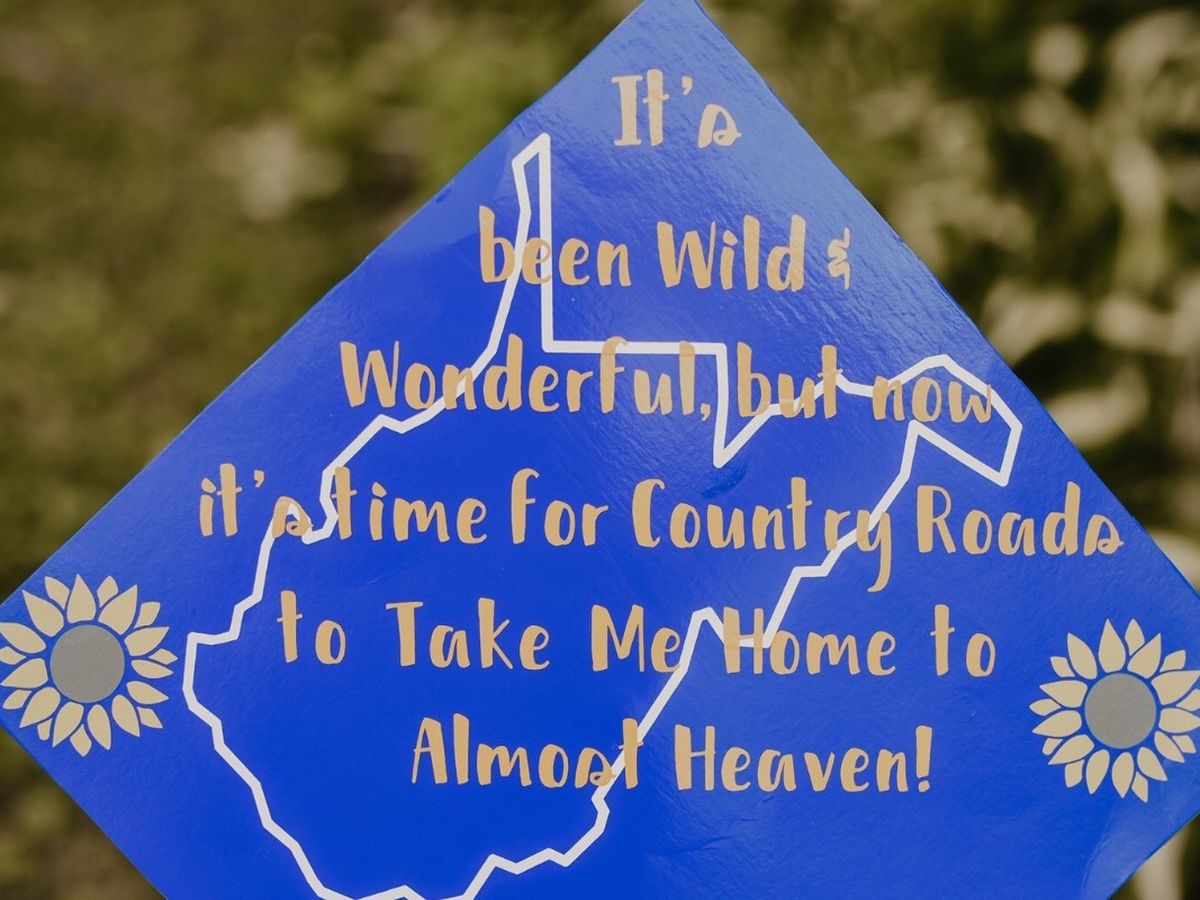 It's
been Wild &
Wonderful, but now
it's time for Country Roads
to Take Me Home to
Almost Heaven!